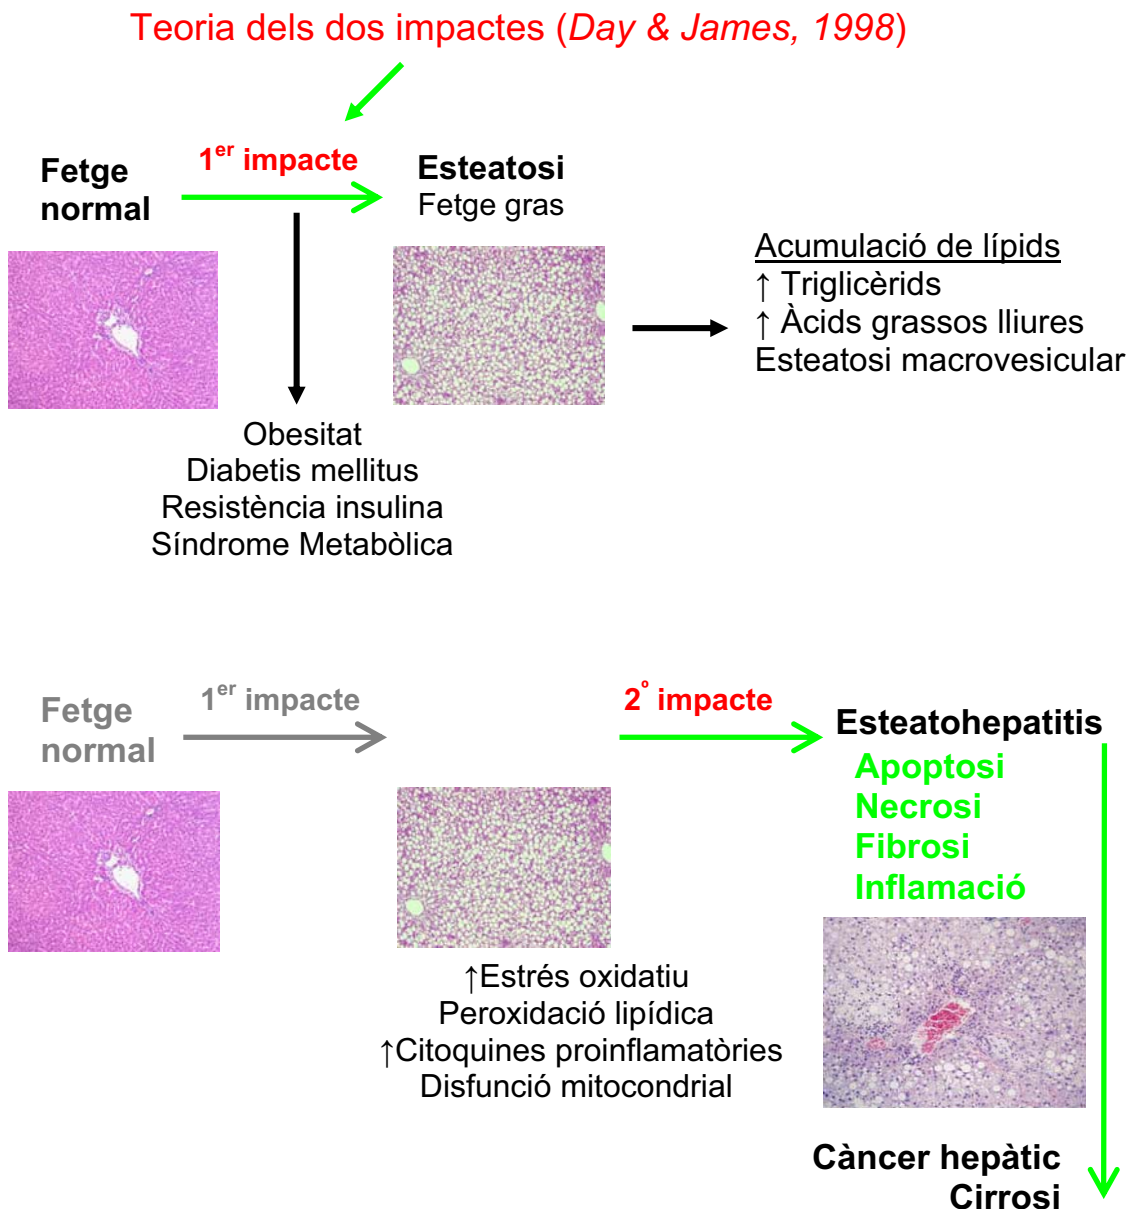 Teoria dels dos impactes (Day & James, 1998)
Fetge
normal
1er impacte
Esteatosi
Fetge gras
Acumulació de lípids
↑ Triglicèrids
↑ Àcids grassos lliures
Esteatosi macrovesicular
Obesitat
Diabetis mellitus
Resistència insulina
Síndrome Metabòlica
Fetge
normal
1er impacte
2º impacte
Esteatohepatitis
Apoptosi
Necrosi
Fibrosi
Inflamació
↑Estrés oxidatiu
Peroxidació lipídica
↑Citoquines proinflamatòries
Disfunció mitocondrial
Càncer hepàtic
Cirrosi